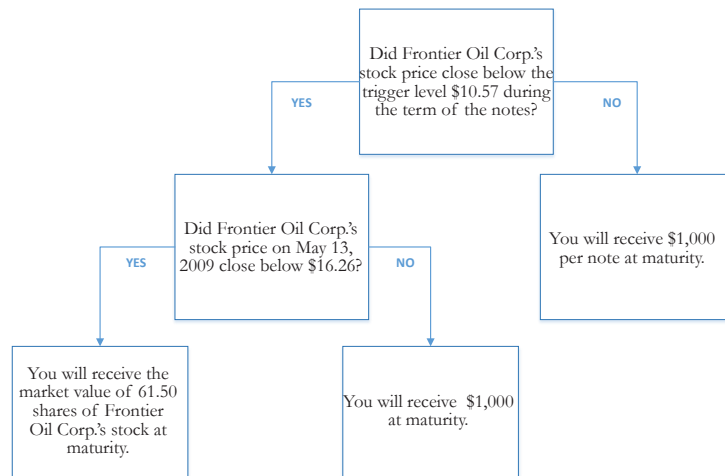 Did Frontier Oil Corp.'s
stock price close below the
trigger level $10.57 during
the term of the notes?
YES
NO
Did Frontier Oil Corp.'s
stock price on May 13,
2009 close below $16.26?
You will receive $1,000
per note at maturity.
YES
NO
You will receive the
market value of 61.50
shares of Frontier
Oil Corp.'s stock at
maturity.
You will receive $1,000
at maturity.